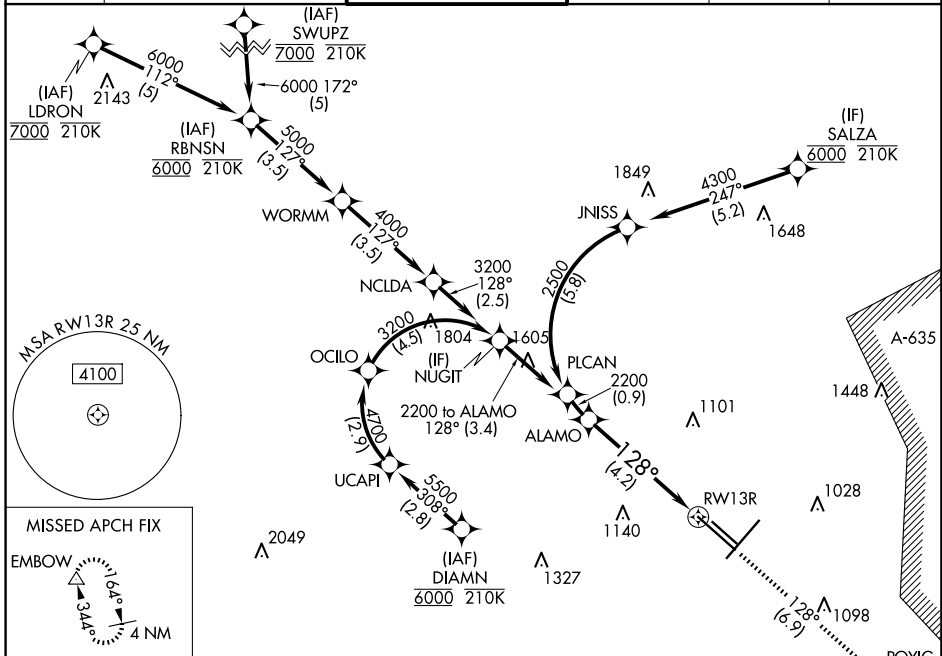 (IAF)
SWUPZ
7000 210K
6000
112°
(5)
(IAF)
LDRON
7000 210K
2143
6000 172°
(5)
(IAF)
RBNSN
6000 210K
5000
127°
(3.5)
WORMM
4000
127°
(3.5)
NCLDA
3200
128°
(2.5)
(IF)
SALZA
6000 210K
1849
4300
247°
(5.2)
1648
JNISS
2500
(5.8)
MSA RW13R 25 NM
4100
OCILO
3200
(4.5)
1804
(IF)
NUGIT
1605
PLCAN
2200
(0.9)
2200 to ALAMO
128° (3.4)
ALAMO
A-635
1448
1101
4700
(2.9)
UCAPI
5500
308°
(2.8)
(IAF)
DIAMN
6000 210K
128°
(4.2)
RW13R
1028
1140
2049
1327
1098
128°
(6.9)
MISSED APCH FIX
EMBOW
164°
344°
4 NM